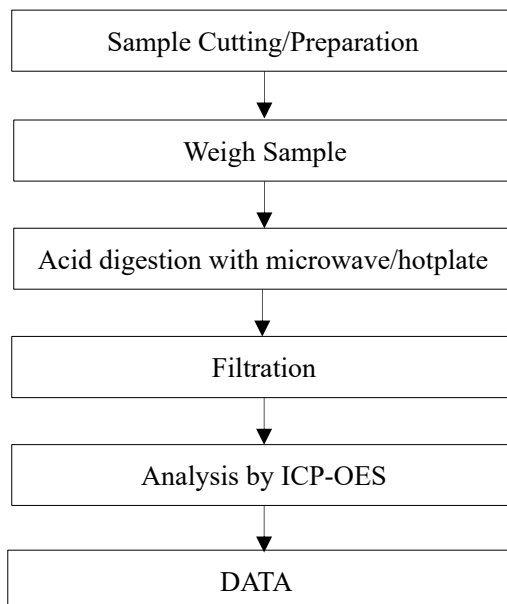 Sample Cutting/Preparation
Weigh Sample
Acid digestion with microwave/hotplate
Filtration
Analysis by ICP-OES
DATA